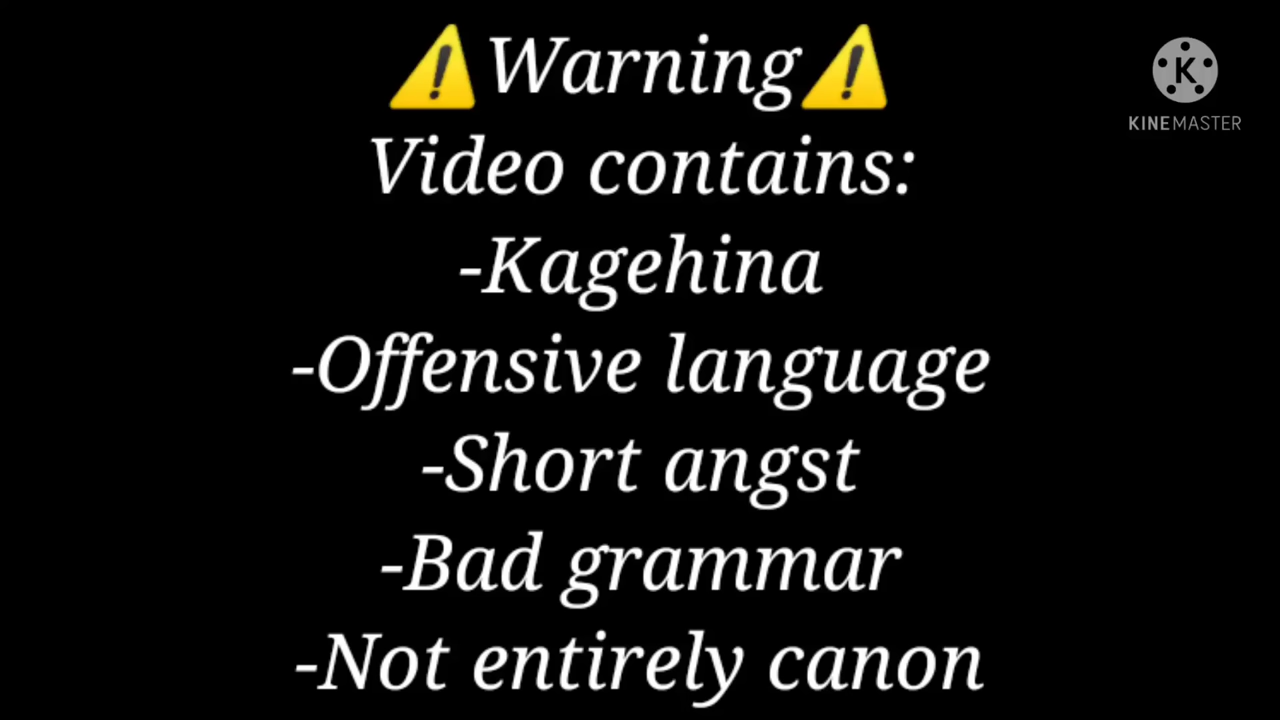 ⚠️Warning⚠️
Video contains:
-Kagehina
-Offensive language
-Short angst
-Bad grammar
-Not entirely canon
K
KINEMASTER